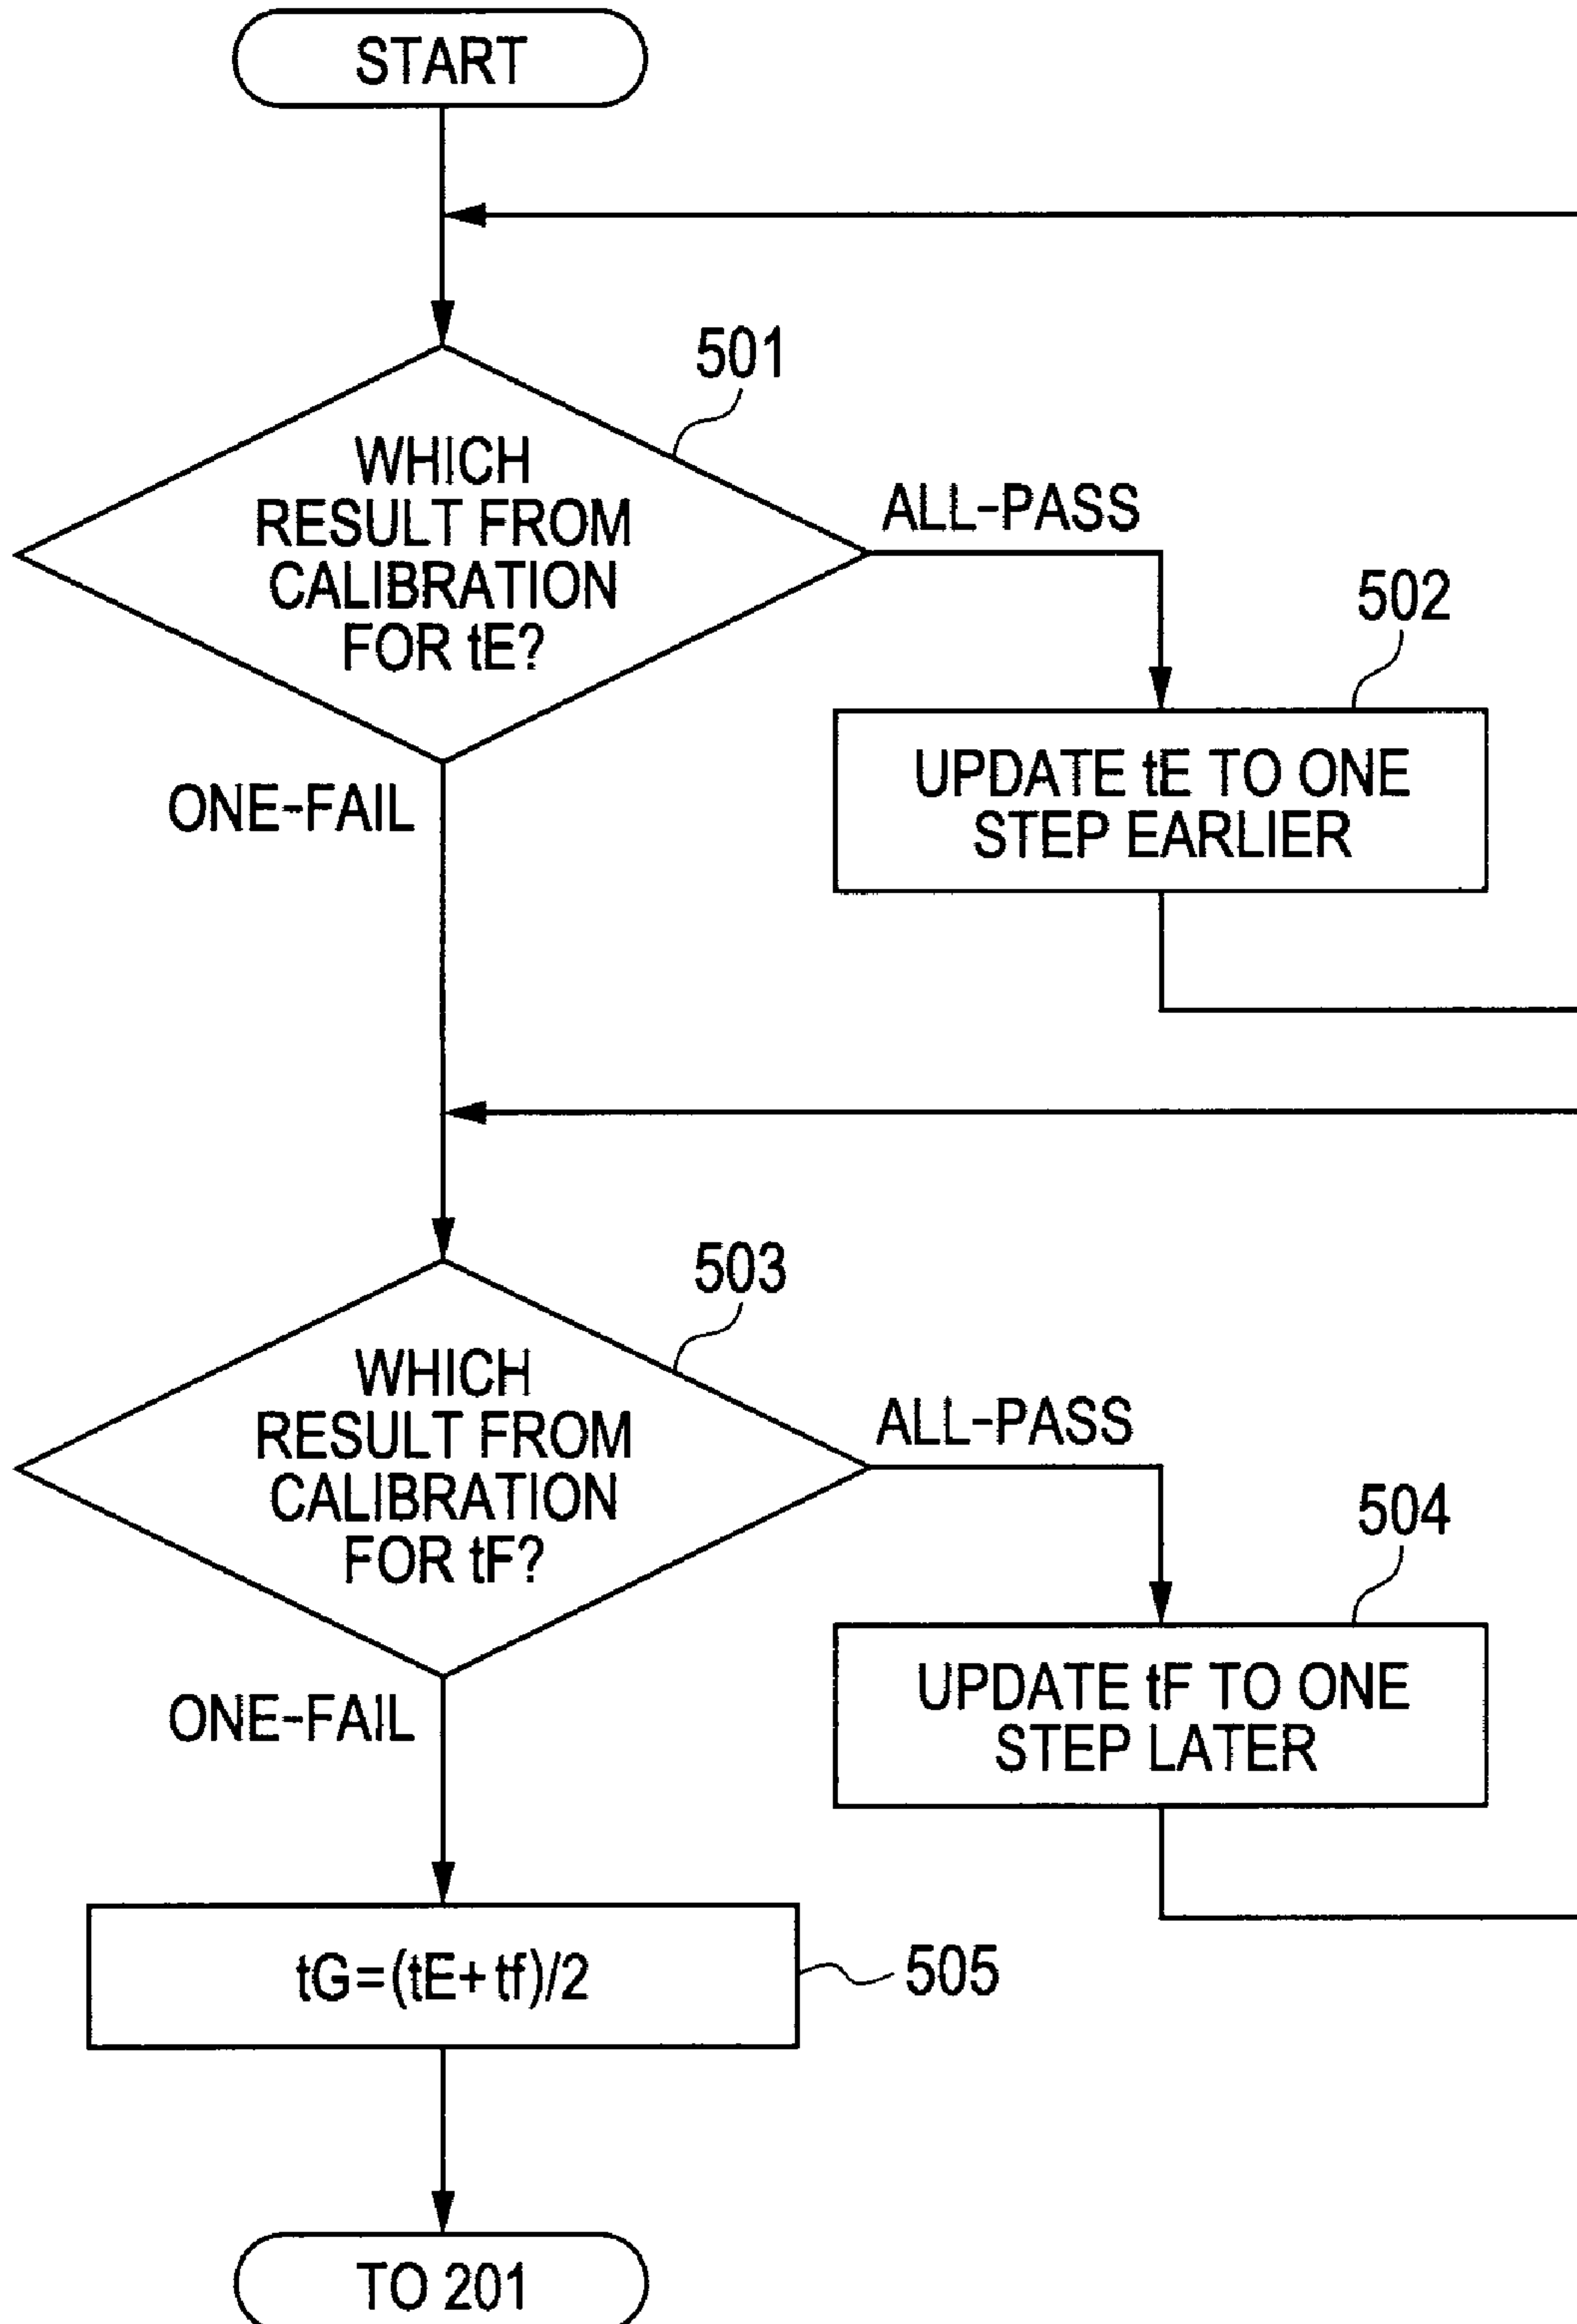 START
501
WHICH
RESULT FROM
CALIBRATION
FOR tE?
ALL-PASS
502
UPDATE tE TO ONE
STEP EARLIER
ONE-FAIL
503
WHICH
RESULT FROM
CALIBRATION
FOR tF?
ALL-PASS
504
UPDATE tF TO ONE
STEP LATER
ONE-FAIL
tG=(tE+tf)/2
505
TO 201